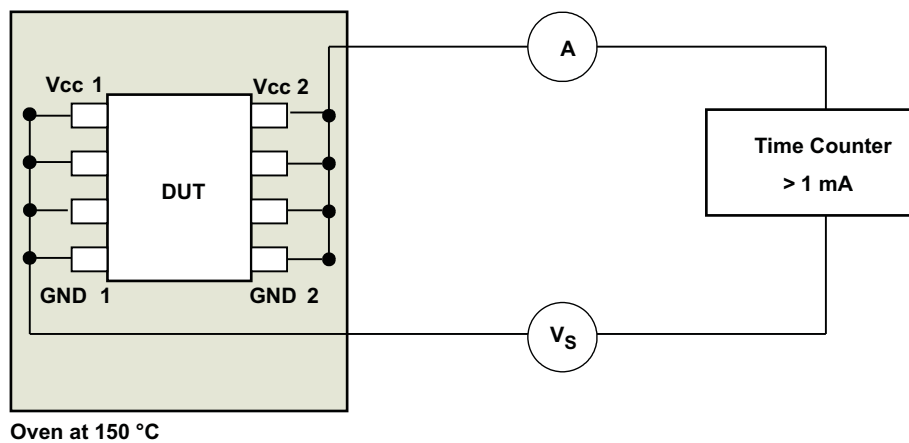 A
Vcc 1
Vcc 2
Time Counter
> 1 mA
DUT
GND 1
GND 2
VS
Oven at 150 °C